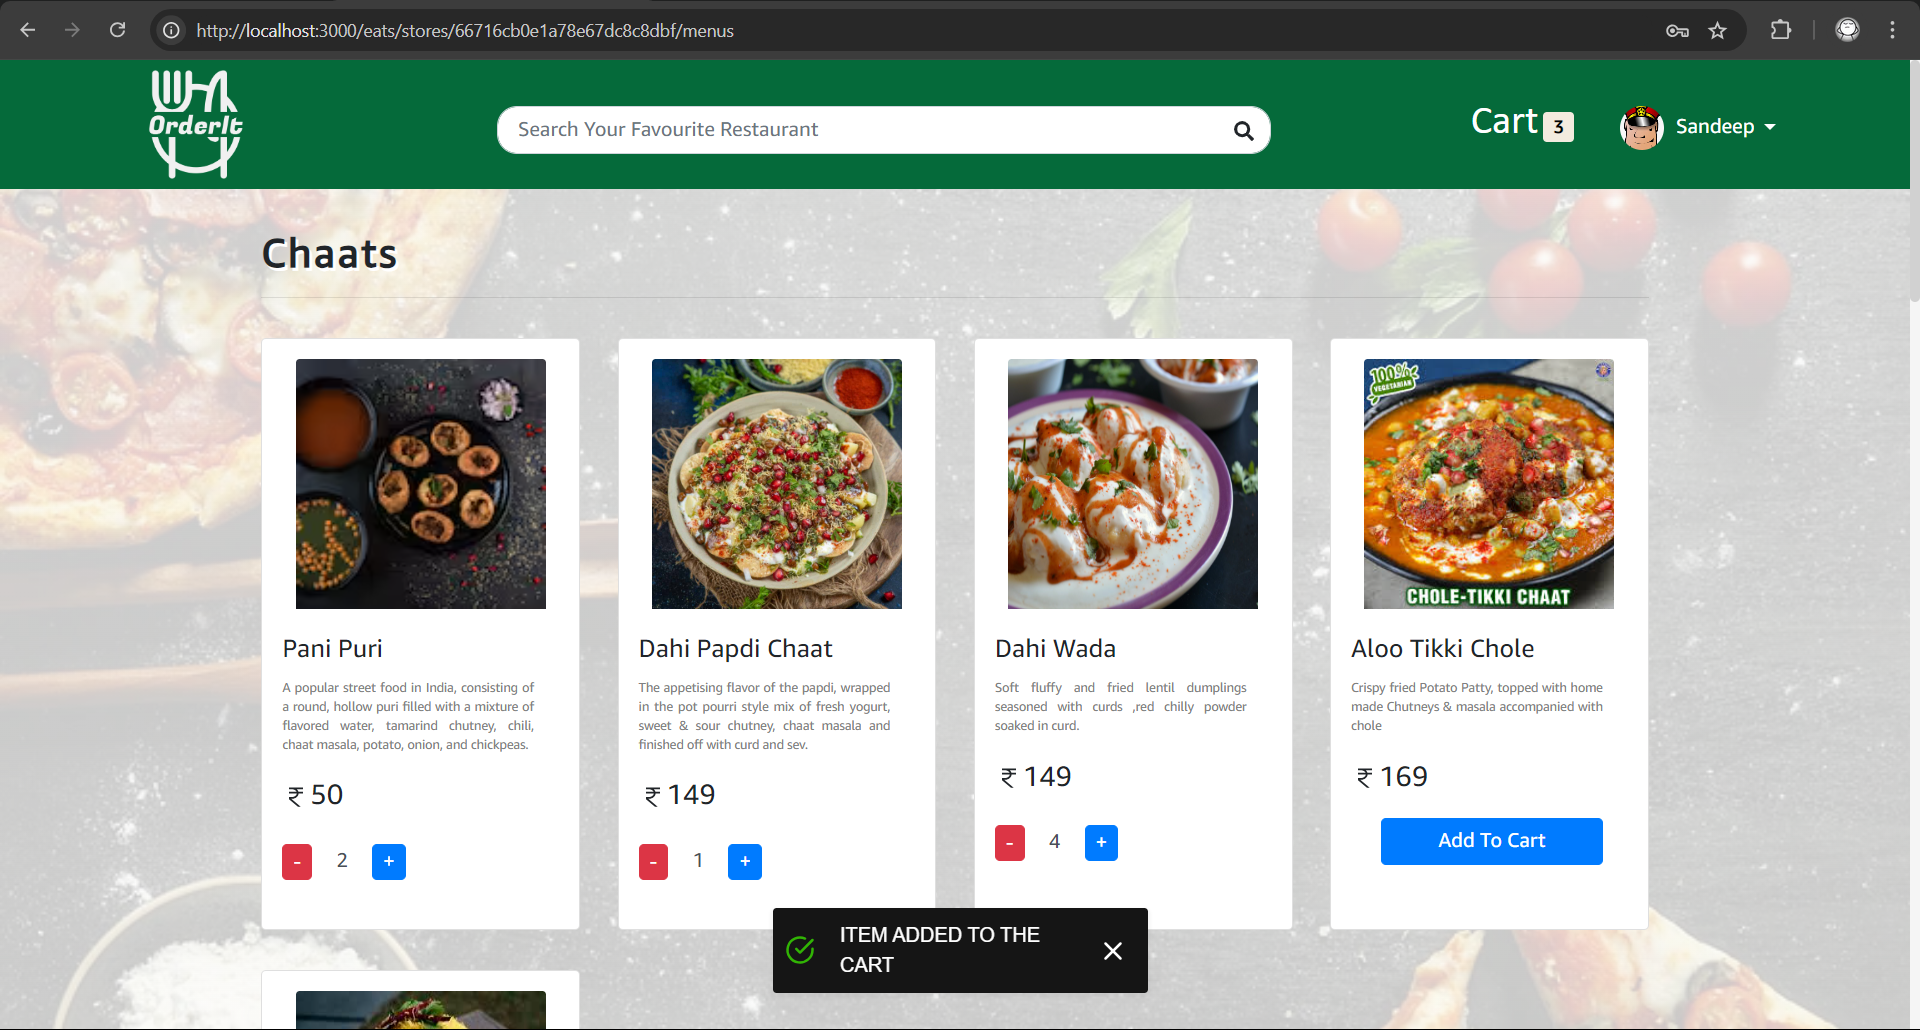 http://localhost:3000/eats/stores/66716cb0e1a78e67dc8c8dbf/menus
OrderIt
Search Your Favourite Restaurant
Cart 3
Sandeep
Chaats
100%
VEGETARIAN
CHOLE-TIKKI CHAAT
Pani Puri
A popular street food in India, consisting of
a round, hollow puri filled with a mixture of
flavored water, tamarind chutney, chili,
chaat masala, potato, onion, and chickpeas.
₹ 50
- 2 +
Dahi Papdi Chaat
The appetising flavor of the papdi, wrapped
in the pot pourri style mix of fresh yogurt,
sweet & sour chutney, chaat masala and
finished off with curd and sev.
₹ 149
- 1 +
Dahi Wada
Soft fluffy and fried lentil dumplings
seasoned with curds ,red chilly powder
soaked in curd.
₹ 149
- 4 +
Aloo Tikki Chole
Crispy fried Potato Patty, topped with home
made Chutneys & masala accompanied with
chole
₹ 169
Add To Cart
ITEM ADDED TO THE
CART